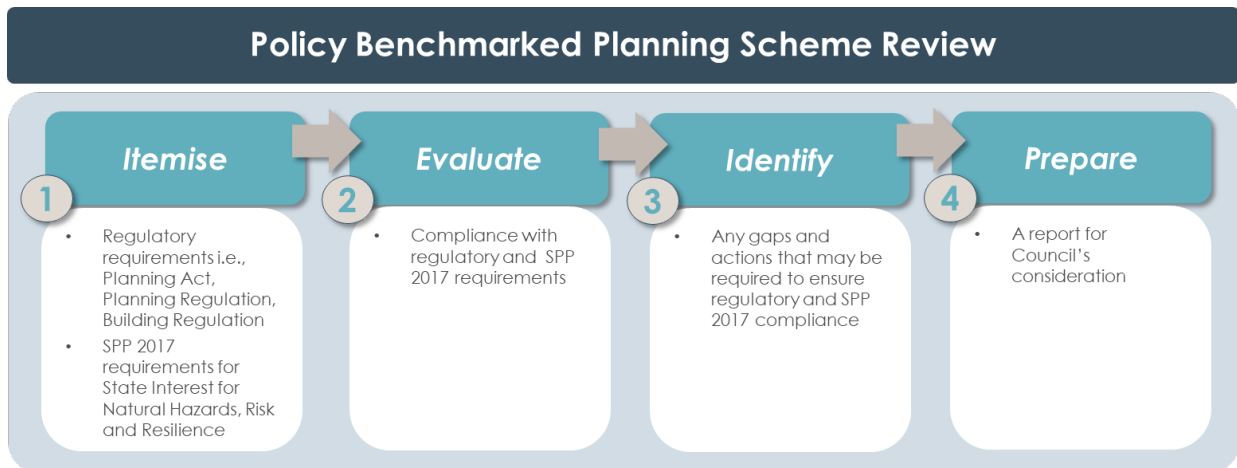 Policy Benchmarked Planning Scheme Review
Itemise
1
• Regulatory
requirements i.e.,
Planning Act,
Planning Regulation,
Building Regulation
• SPP 2017
requirements for
State Interest for
Natural Hazards, Risk
and Resilience
Evaluate
2
• Compliance with
regulatory and SPP
2017 requirements
Identify
3
• Any gaps and
actions that may be
required to ensure
regulatory and SPP
2017 compliance
Prepare
4
• A report for
Council's
consideration